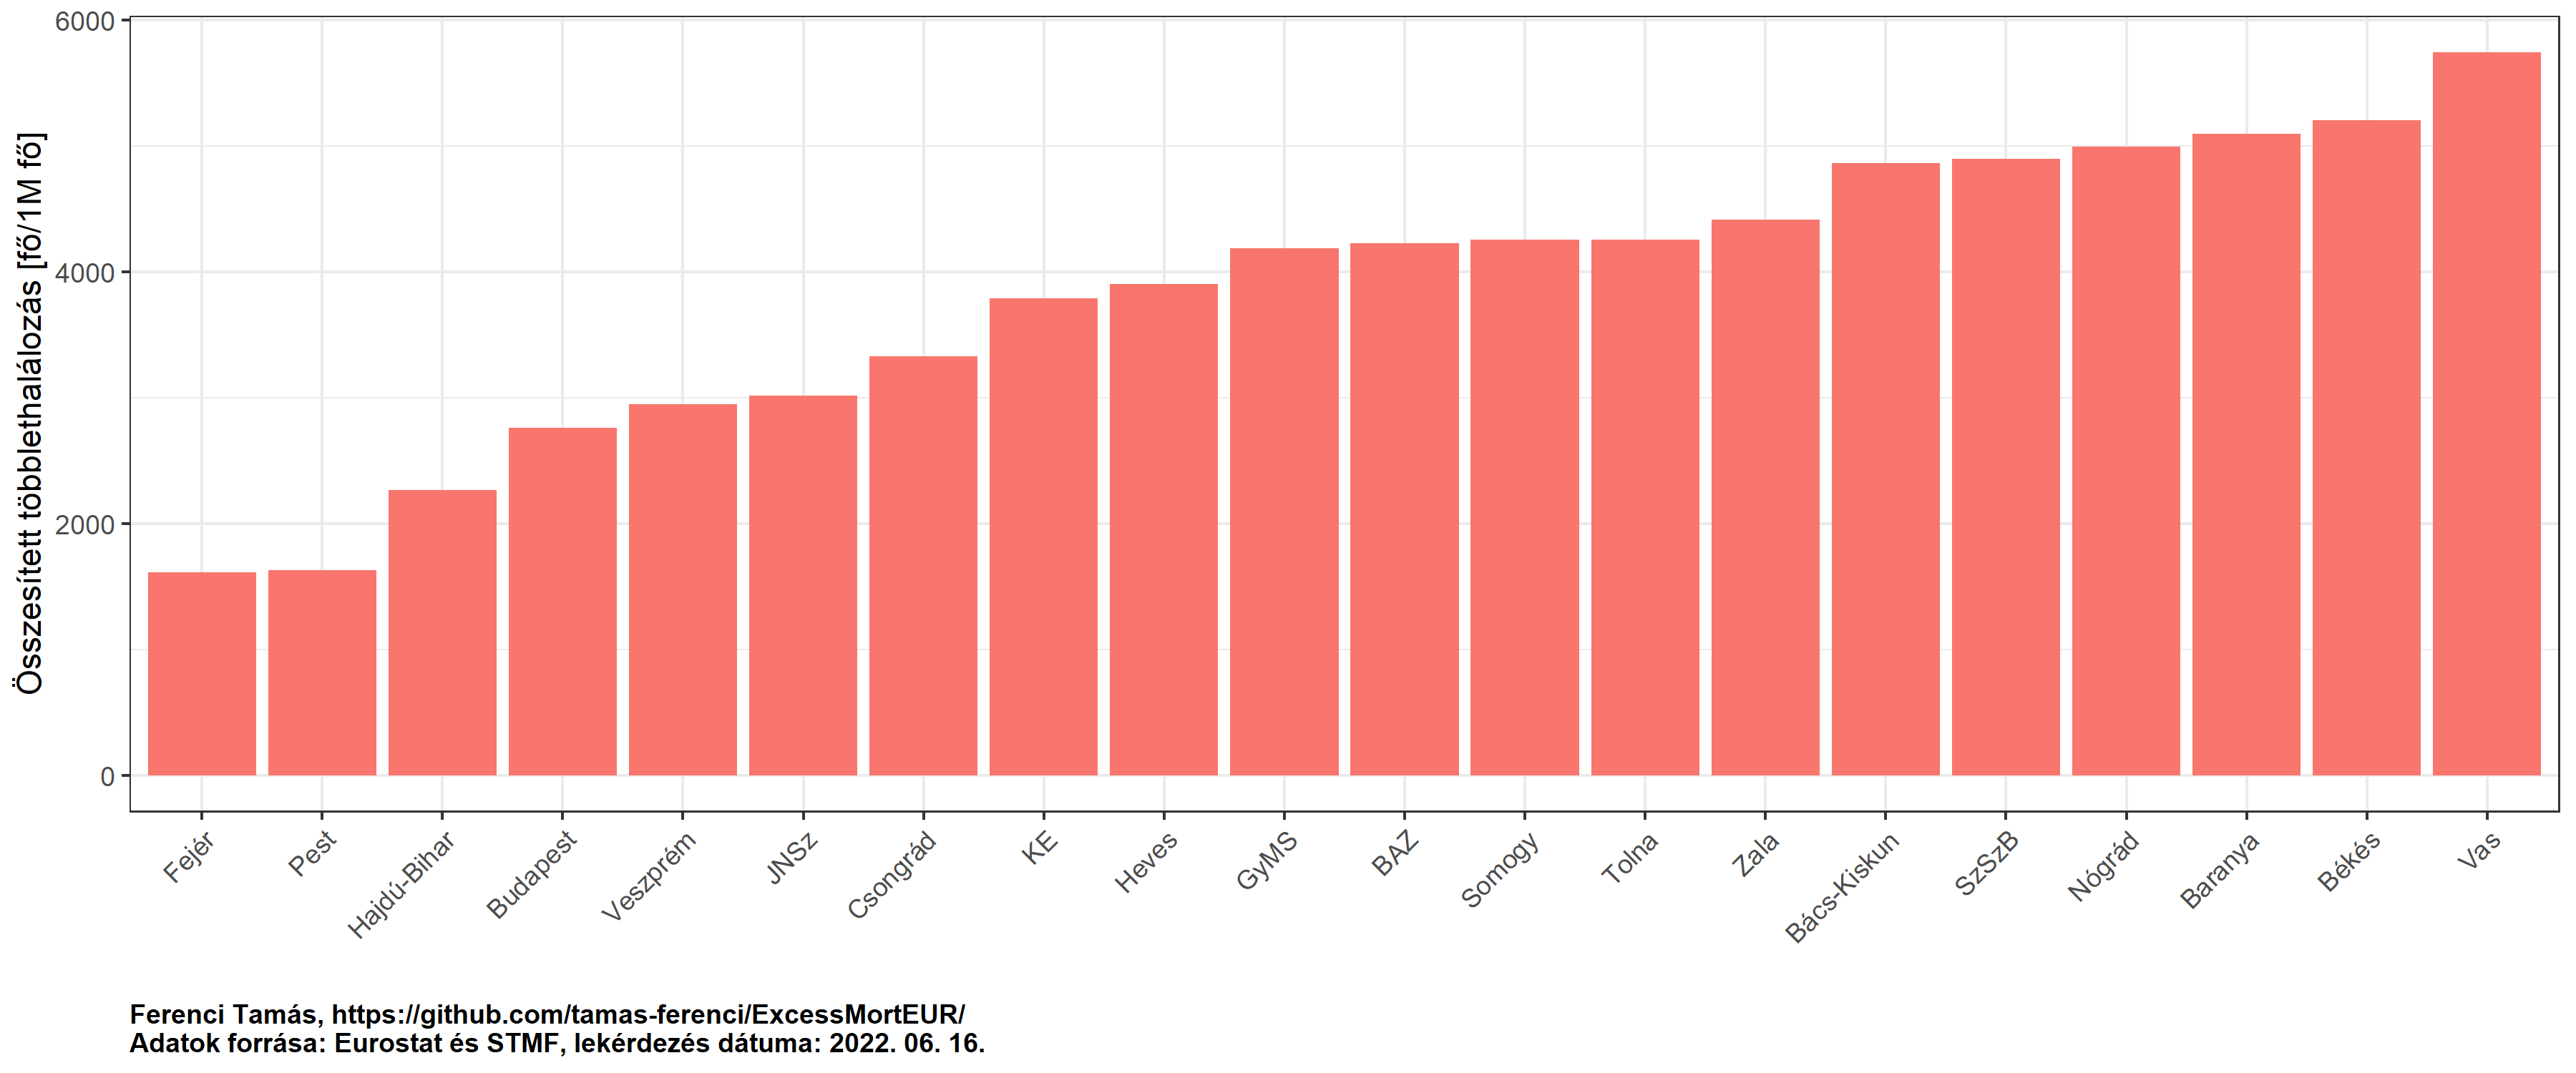 Összesített többlethalálozás [fő/1M fő]
6000
4000
2000
0
Fejér
Pest
Hajdú-Bihar
Budapest
Veszprém
JNSz
Csongrád
KE
Heves
GyMS
BAZ
Somogy
Tolna
Zala
Bács-Kiskun
SzSzB
Nógrád
Baranya
Békés
Vas
Ferenci Tamás, https://github.com/tamas-ferenci/ExcessMortEUR/
Adatok forrása: Eurostat és STMF, lekérdezés dátuma: 2022. 06. 16.